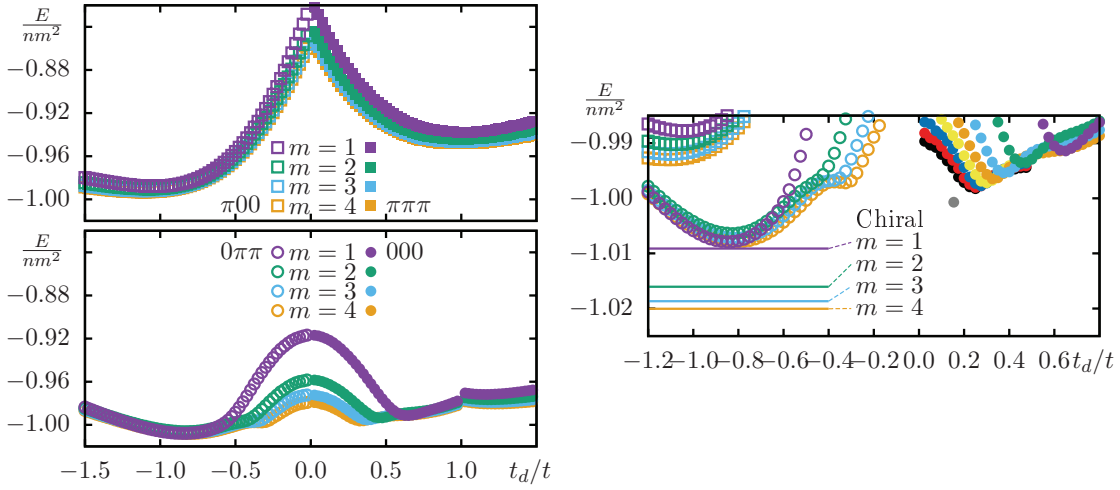 E/nm²
−0.88
−0.92
−0.96
−1.00
m = 1
m = 2
m = 3
π00 m = 4 πππ
E/nm²
−0.88
−0.92
−0.96
−1.00
0ππ m = 1 000
m = 2
m = 3
m = 4
−1.5 −1.0 −0.5 0.0 0.5 1.0 t_d/t
E/nm²
−0.99
−1.00
−1.01
−1.02
Chiral
m = 1
m = 2
m = 3
m = 4
−1.2 −1.0 −0.8 −0.6 −0.4 −0.2 0.0 0.2 0.4 0.6 t_d/t